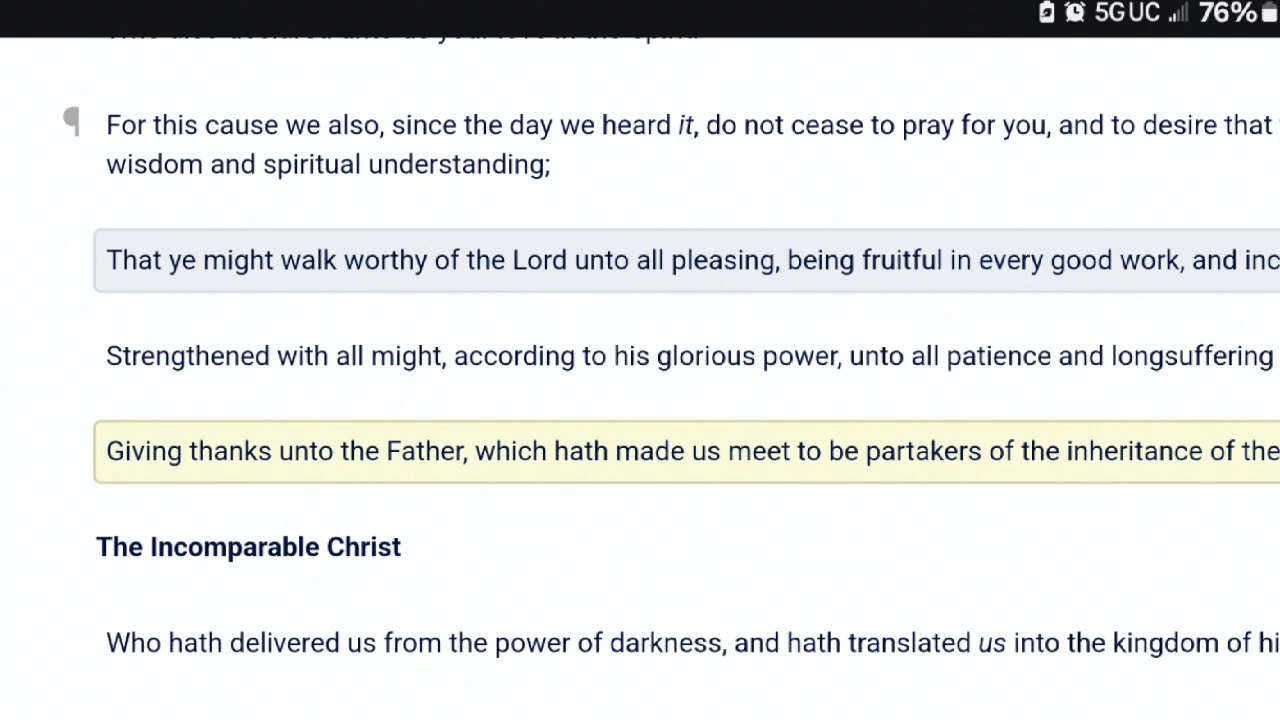 5G UC 76%
For this cause we also, since the day we heard it, do not cease to pray for you, and to desire that
wisdom and spiritual understanding;
That ye might walk worthy of the Lord unto all pleasing, being fruitful in every good work, and inc
Strengthened with all might, according to his glorious power, unto all patience and longsuffering
Giving thanks unto the Father, which hath made us meet to be partakers of the inheritance of the
The Incomparable Christ
Who hath delivered us from the power of darkness, and hath translated us into the kingdom of hi